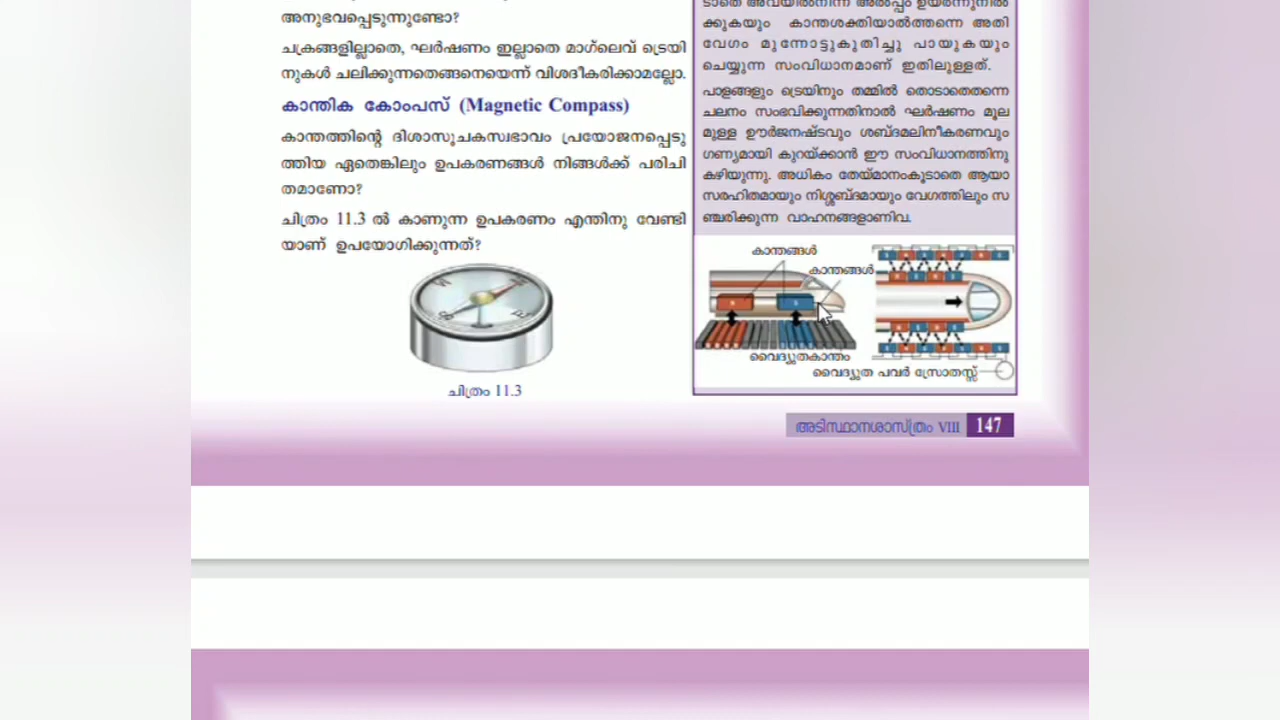 അനുഭവപ്പെടുന്നുണ്ടോ?
ചക്രങ്ങളില്ലാതെ, ഘർഷണം ഇല്ലാതെ മാഗ്‌ലെവ് ട്രെയി
നുകൾ ചലിക്കുന്നതെങ്ങനെയെന്ന് വിശദീകരിക്കാമല്ലോ.
കാന്തിക കോംപസ് (Magnetic Compass)
കാന്തത്തിന്റെ ദിശാസൂചകസ്വഭാവം പ്രയോജനപ്പെടു
ത്തിയ ഏതെങ്കിലും ഉപകരണങ്ങൾ നിങ്ങൾക്ക് പരിചി
തമാണോ?
ചിത്രം 11.3 ൽ കാണുന്ന ഉപകരണം എന്തിനു വേണ്ടി
യാണ് ഉപയോഗിക്കുന്നത്?
W
N
S
E
ചിത്രം 11.3
ടാതെ അവയിൽനിന്ന് അൽപ്പം ഉയർന്നുനിൽ
ക്കുകയും കാന്തശക്തിയാൽത്തന്നെ അതി
വേഗം മുന്നോട്ടുകുതിച്ചു പായുകയും
ചെയ്യുന്ന സംവിധാനമാണ് ഇതിലുള്ളത്.
പാളങ്ങളും ട്രെയിനും തമ്മിൽ തൊടാതെതന്നെ
ചലനം സംഭവിക്കുന്നതിനാൽ ഘർഷണം മൂല
മുള്ള ഊർജനഷ്ടവും ശബ്ദമലിനീകരണവും
ഗണ്യമായി കുറയ്ക്കാൻ ഈ സംവിധാനത്തിനു
കഴിയുന്നു. അധികം തേയ്മാനംകൂടാതെ ആയാ
സരഹിതമായും നിശ്ശബ്ദമായും വേഗത്തിലും സ
ഞ്ചരിക്കുന്ന വാഹനങ്ങളാണിവ.
കാന്തങ്ങൾ
കാന്തങ്ങൾ
വൈദ്യുതകാന്തം
വൈദ്യുത പവർ സ്രോതസ്സ്
അടിസ്ഥാനശാസ്ത്രം VIII 147